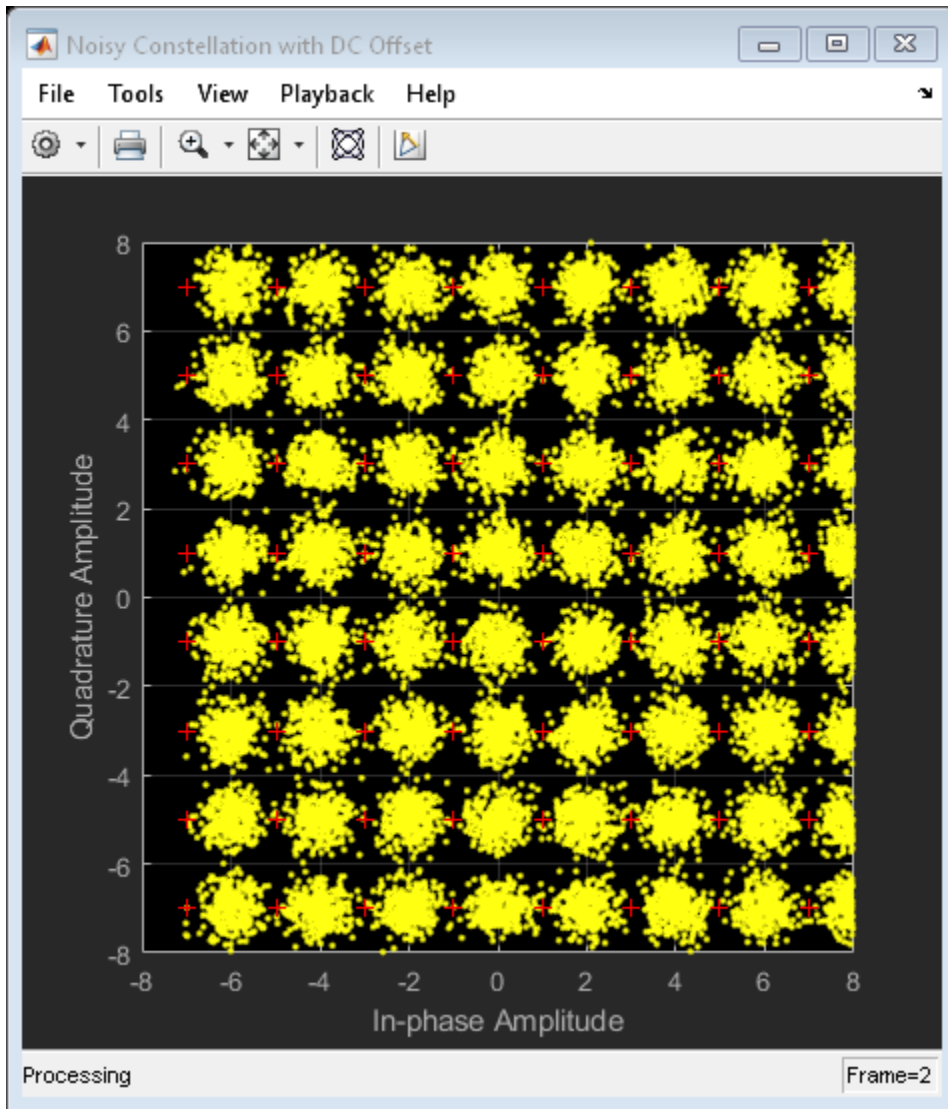 Noisy Constellation with DC Offset
File Tools View Playback Help
8
6
4
2
0
-2
-4
-6
-8
Quadrature Amplitude
-8 -6 -4 -2 0 2 4 6 8
In-phase Amplitude
Processing Frame=2